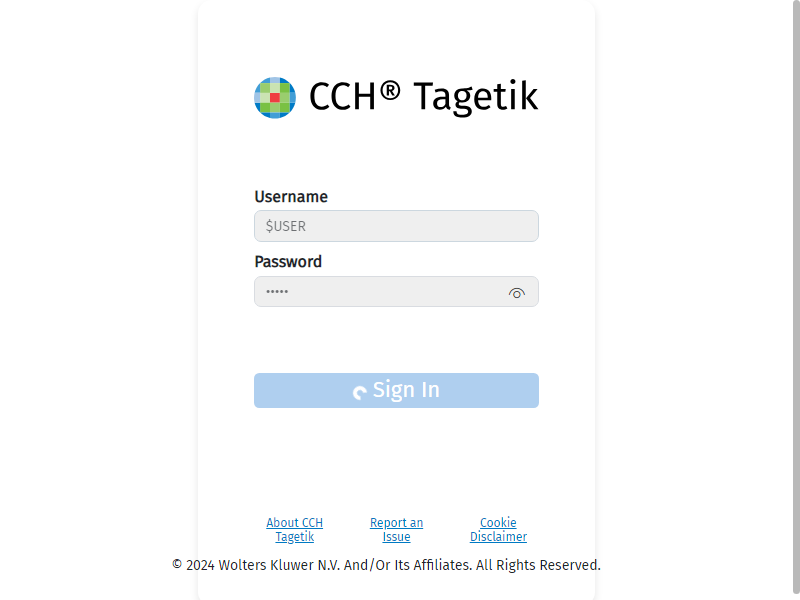 CCH® Tagetik
Username
$USER
Password
•••••
Sign In
About CCH
Tagetik
Report an
Issue
Cookie
Disclaimer
© 2024 Wolters Kluwer N.V. And/Or Its Affiliates. All Rights Reserved.